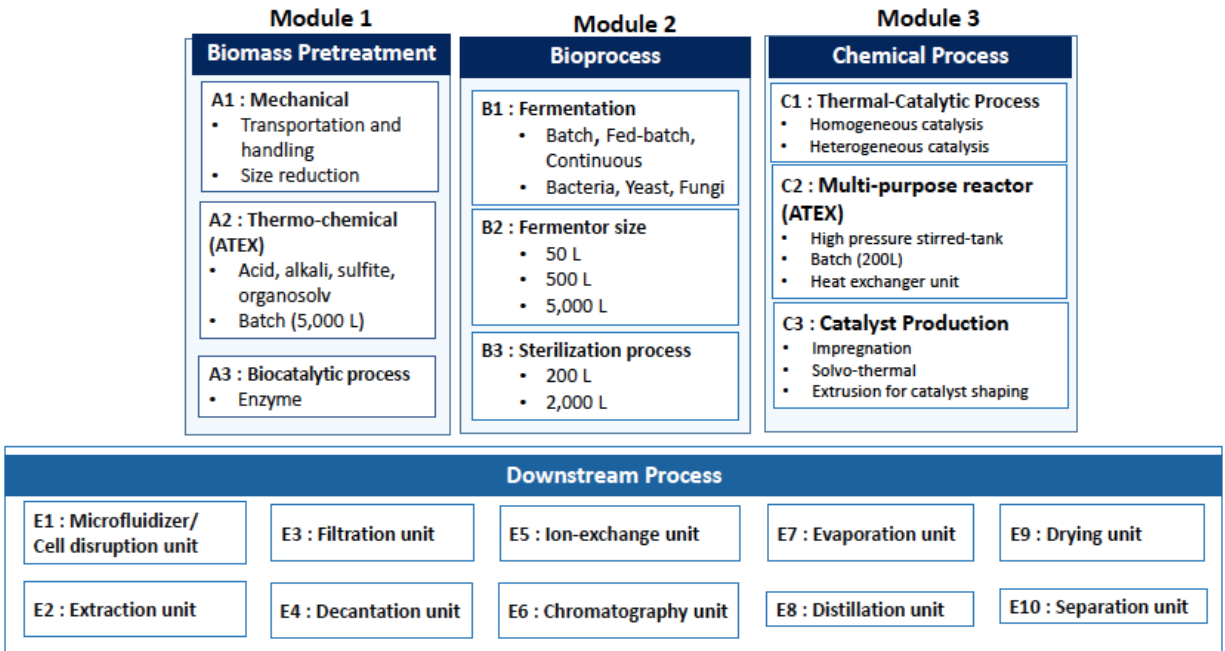 Module 1
Biomass Pretreatment
A1 : Mechanical
• Transportation and
handling
• Size reduction
A2 : Thermo-chemical
(ATEX)
• Acid, alkali, sulfite,
organosolv
• Batch (5,000 L)
A3 : Biocatalytic process
• Enzyme
Module 2
Bioprocess
B1 : Fermentation
• Batch, Fed-batch,
Continuous
• Bacteria, Yeast, Fungi
B2 : Fermentor size
• 50 L
• 500 L
• 5,000 L
B3 : Sterilization process
• 200 L
• 2,000 L
Module 3
Chemical Process
C1 : Thermal-Catalytic Process
• Homogeneous catalysis
• Heterogeneous catalysis
C2 : Multi-purpose reactor
(ATEX)
• High pressure stirred-tank
• Batch (200L)
• Heat exchanger unit
C3 : Catalyst Production
• Impregnation
• Solvo-thermal
• Extrusion for catalyst shaping
Downstream Process
E1 : Microfluidizer/
Cell disruption unit
E3 : Filtration unit
E5 : Ion-exchange unit
E7 : Evaporation unit
E9 : Drying unit
E2 : Extraction unit
E4 : Decantation unit
E6 : Chromatography unit
E8 : Distillation unit
E10 : Separation unit